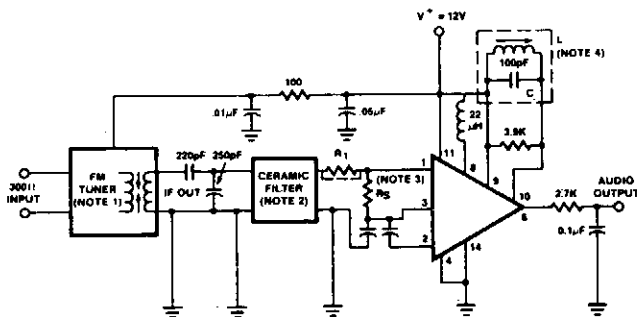 V+ = 12V
L
(NOTE 4)
100pF
C
100
.01µF
.05µF
22
µH
3.9K
220pF
250pF
R1
300Ω
INPUT
FM
TUNER
(NOTE 1)
IF OUT
CERAMIC
FILTER
(NOTE 2)
(NOTE 3)
RS
1
3
2
11
8
9
10
6
4
14
2.7K
AUDIO
OUTPUT
0.1µF